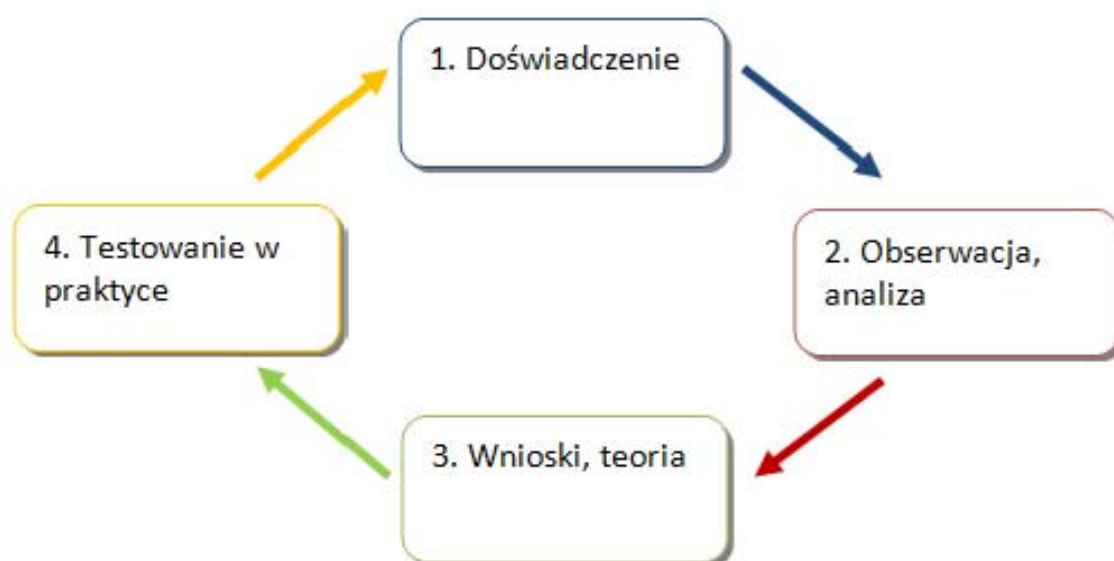 1. Doświadczenie
2. Obserwacja,
analiza
3. Wnioski, teoria
4. Testowanie w
praktyce